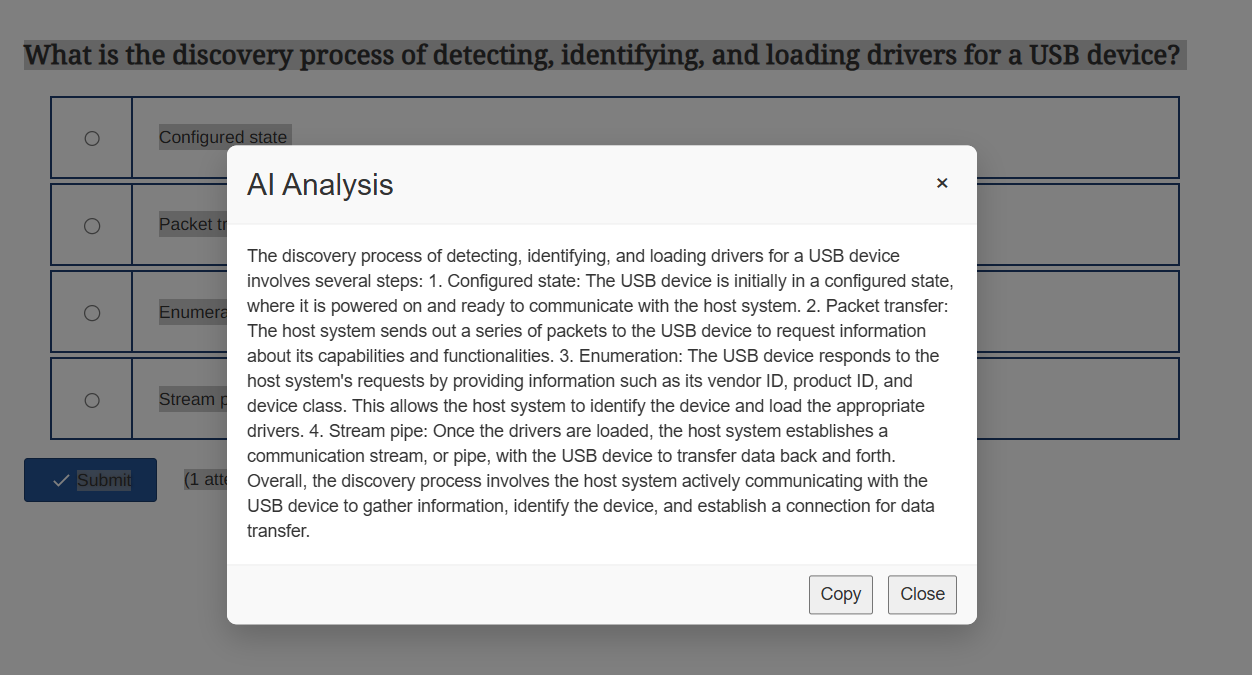 What is the discovery process of detecting, identifying, and loading drivers for a USB device?
Configured state
AI Analysis
×
The discovery process of detecting, identifying, and loading drivers for a USB device
involves several steps: 1. Configured state: The USB device is initially in a configured state,
where it is powered on and ready to communicate with the host system. 2. Packet transfer:
The host system sends out a series of packets to the USB device to request information
about its capabilities and functionalities. 3. Enumeration: The USB device responds to the
host system's requests by providing information such as its vendor ID, product ID, and
device class. This allows the host system to identify the device and load the appropriate
drivers. 4. Stream pipe: Once the drivers are loaded, the host system establishes a
communication stream, or pipe, with the USB device to transfer data back and forth.
Overall, the discovery process involves the host system actively communicating with the
USB device to gather information, identify the device, and establish a connection for data
transfer.
Copy Close
Packet
Stream
Submit
(1